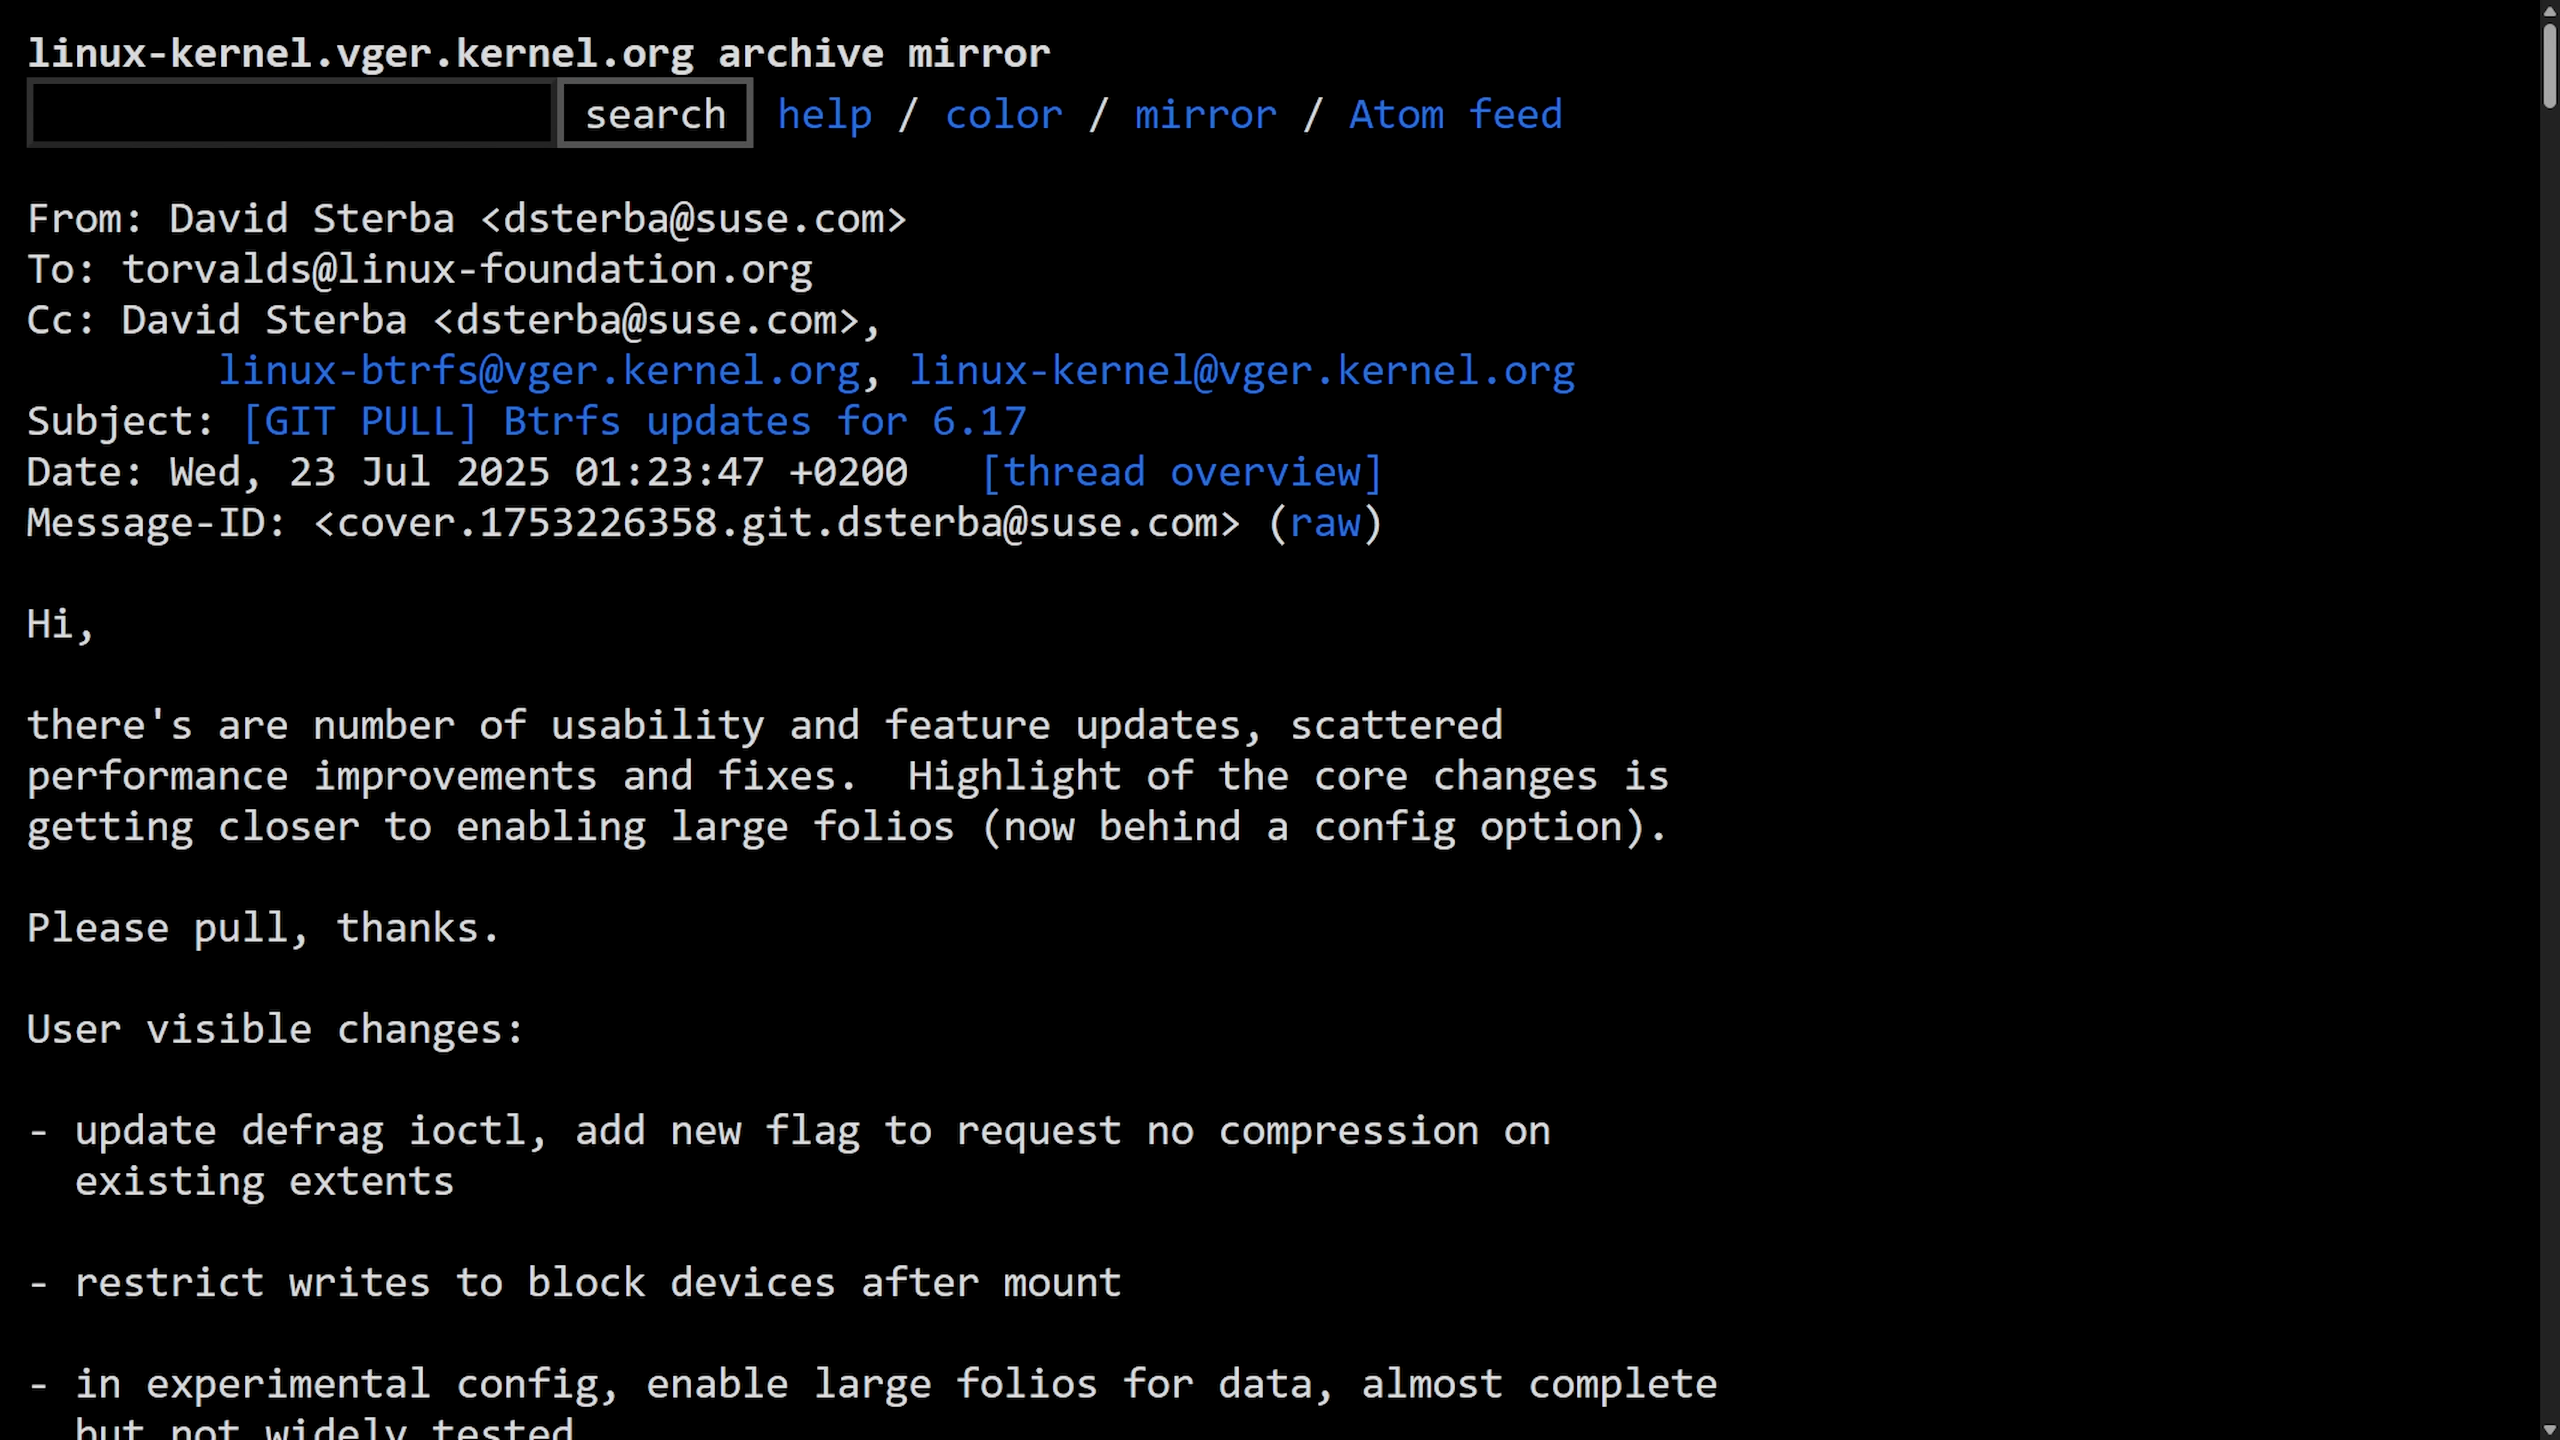 linux-kernel.vger.kernel.org archive mirror
search help / color / mirror / Atom feed
From: David Sterba <dsterba@suse.com>
To: torvalds@linux-foundation.org
Cc: David Sterba <dsterba@suse.com>,
linux-btrfs@vger.kernel.org, linux-kernel@vger.kernel.org
Subject: [GIT PULL] Btrfs updates for 6.17
Date: Wed, 23 Jul 2025 01:23:47 +0200 [thread overview]
Message-ID: <cover.1753226358.git.dsterba@suse.com> (raw)
Hi,
there's are number of usability and feature updates, scattered
performance improvements and fixes. Highlight of the core changes is
getting closer to enabling large folios (now behind a config option).
Please pull, thanks.
User visible changes:
- update defrag ioctl, add new flag to request no compression on
existing extents
- restrict writes to block devices after mount
- in experimental config, enable large folios for data, almost complete
but not widely tested